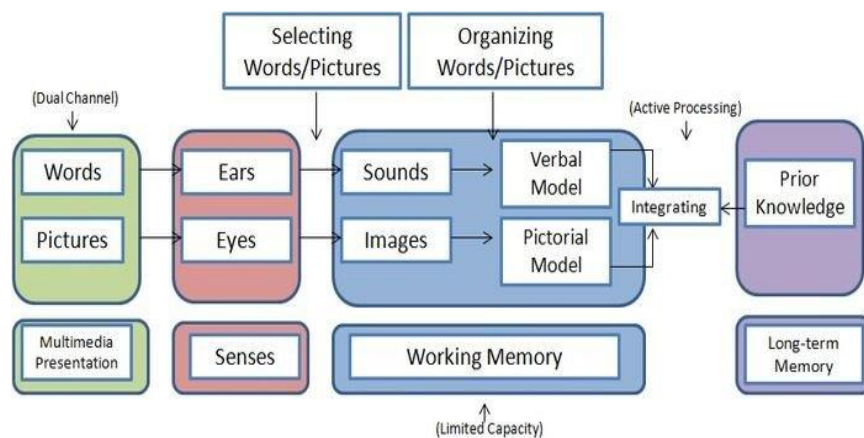 Selecting
Words/Pictures
Organizing
Words/Pictures
(Dual Channel)
(Active Processing)
Words
Ears
Sounds
Verbal
Model
Prior
Knowledge
Integrating
Pictures
Eyes
Images
Pictorial
Model
Multimedia
Presentation
Senses
Working Memory
Long-term
Memory
(Limited Capacity)